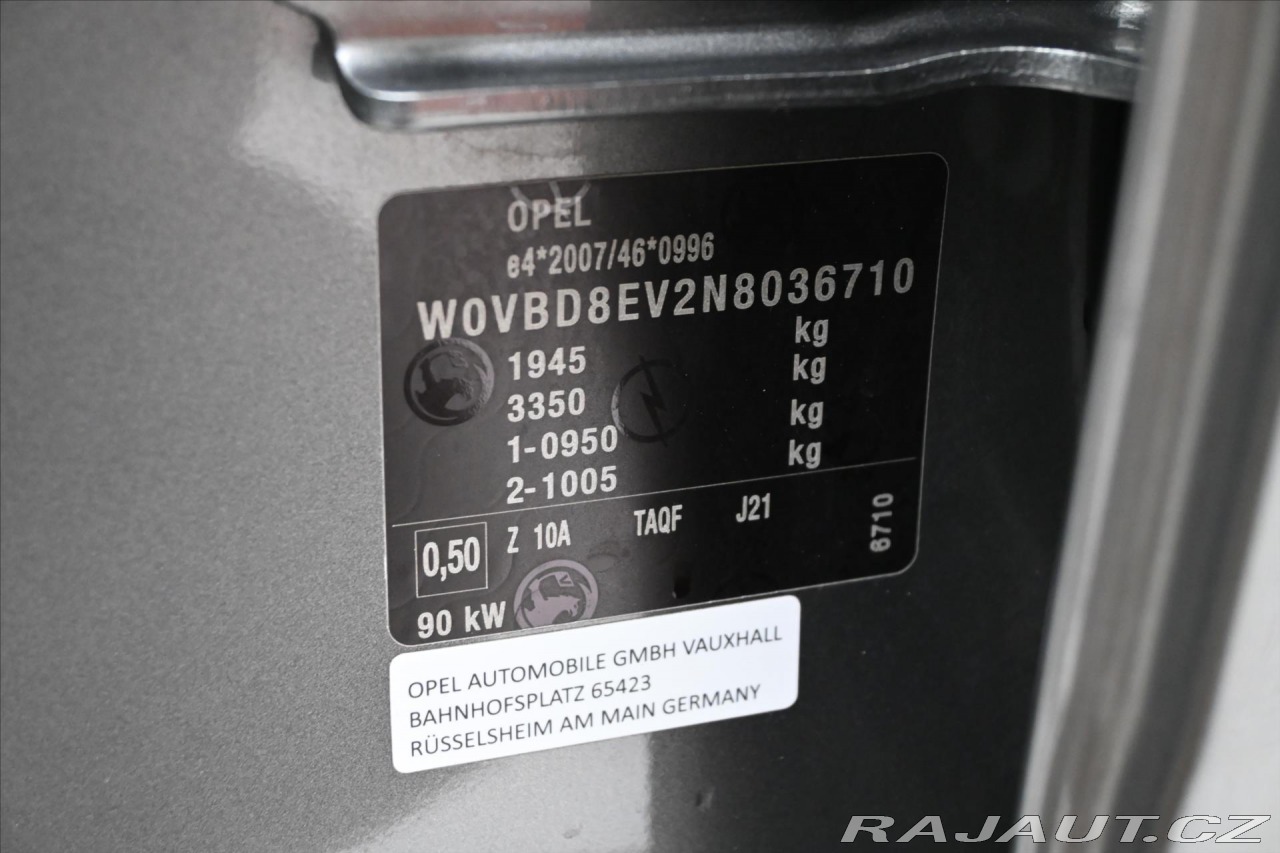 OPEL
e4*2007/46*0996
W0VBD8EV2N8036710
kg
1945 kg
3350 kg
1-0950 kg
2-1005
0,50 Z 10A TAQF J21 6710
90 kW
OPEL AUTOMOBILE GMBH VAUXHALL
BAHNHOFSPLATZ 65423
RÜSSELSHEIM AM MAIN GERMANY
RAJAUT.CZ